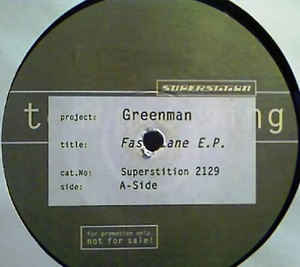 SUPERSTITION
project: Greenman
title: Fast Lane E.P.
cat.No: Superstition 2129
side: A-Side
for promotion only
not for sale!